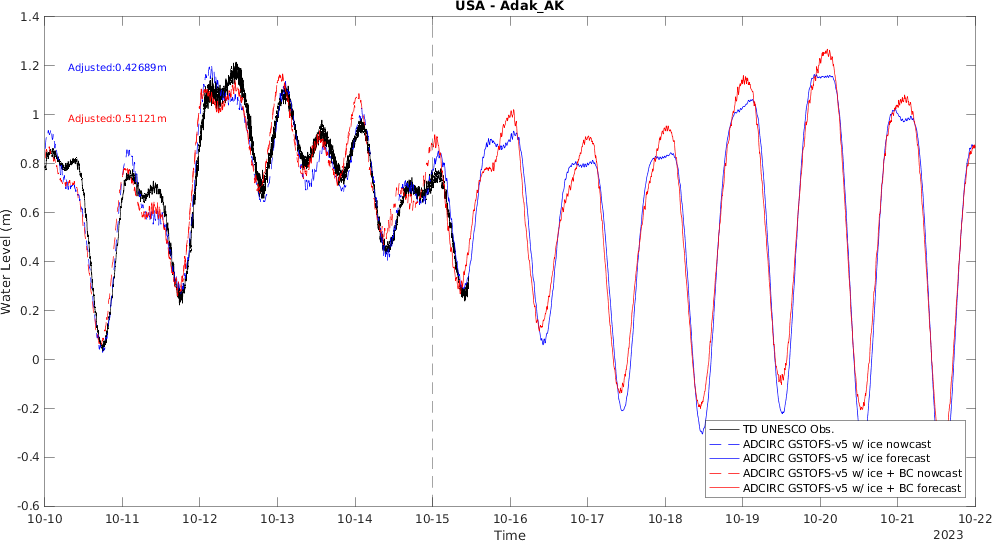 USA - Adak_AK
1.4
1.2
1
0.8
0.6
0.4
0.2
0
-0.2
-0.4
-0.6
Water Level (m)
Adjusted:0.42689m
Adjusted:0.51121m
TD UNESCO Obs.
ADCIRC GSTOFS-v5 w/ ice nowcast
ADCIRC GSTOFS-v5 w/ ice forecast
ADCIRC GSTOFS-v5 w/ ice + BC nowcast
ADCIRC GSTOFS-v5 w/ ice + BC forecast
10-10 10-11 10-12 10-13 10-14 10-15 10-16 10-17 10-18 10-19 10-20 10-21 10-22
Time
2023